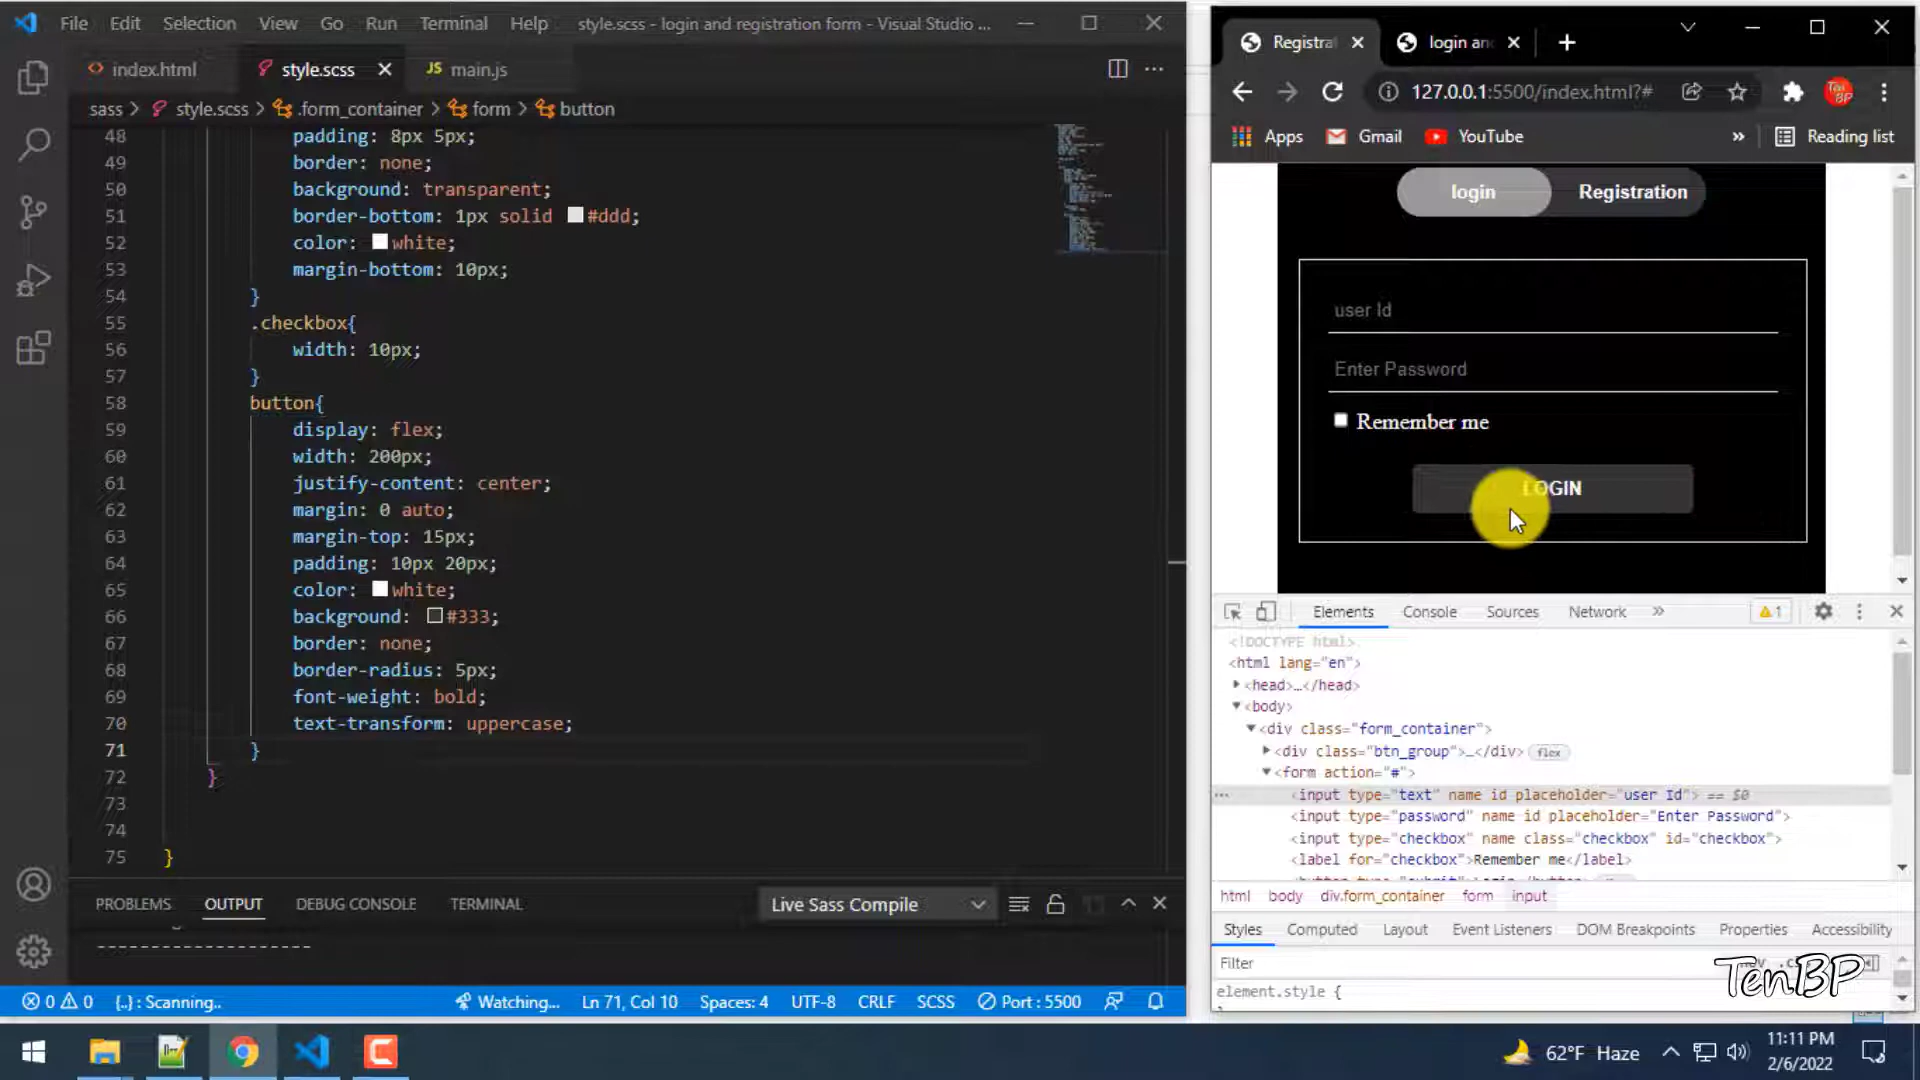 File Edit Selection View Go Run Terminal Help style.scss - login and registration form - Visual Studio ...
index.html style.scss JS main.js
sass > style.scss > .form_container > form > button
48 padding: 8px 5px;
49 border: none;
50 background: transparent;
51 border-bottom: 1px solid #ddd;
52 color: white;
53 margin-bottom: 10px;
54 }
55 .checkbox{
56 width: 10px;
57 }
58 button{
59 display: flex;
60 width: 200px;
61 justify-content: center;
62 margin: 0 auto;
63 margin-top: 15px;
64 padding: 10px 20px;
65 color: white;
66 background: #333;
67 border: none;
68 border-radius: 5px;
69 font-weight: bold;
70 text-transform: uppercase;
71 }
72 }
73
74
75 }
PROBLEMS OUTPUT DEBUG CONSOLE TERMINAL Live Sass Compile
--------------------
0 0 {..} : Scanning.. Watching... Ln 71, Col 10 Spaces: 4 UTF-8 CRLF SCSS Port : 5500
Registra login an
127.0.0.1:5500/index.html?#
Ten BP
Apps Gmail YouTube » Reading list
login Registration
user Id
Enter Password
Remember me
LOGIN
Elements Console Sources Network » 1
<!DOCTYPE html>
<html lang="en">
<head>…</head>
<body>
<div class="form_container">
<div class="btn_group">…</div> flex
<form action="#">
<input type="text" name id placeholder="user Id"> == $0
<input type="password" name id placeholder="Enter Password">
<input type="checkbox" name class="checkbox" id="checkbox">
<label for="checkbox">Remember me</label>
html body div.form_container form input
Styles Computed Layout Event Listeners DOM Breakpoints Properties Accessibility
Filter
TenBP
element.style {
62°F Haze
11:11 PM
2/6/2022